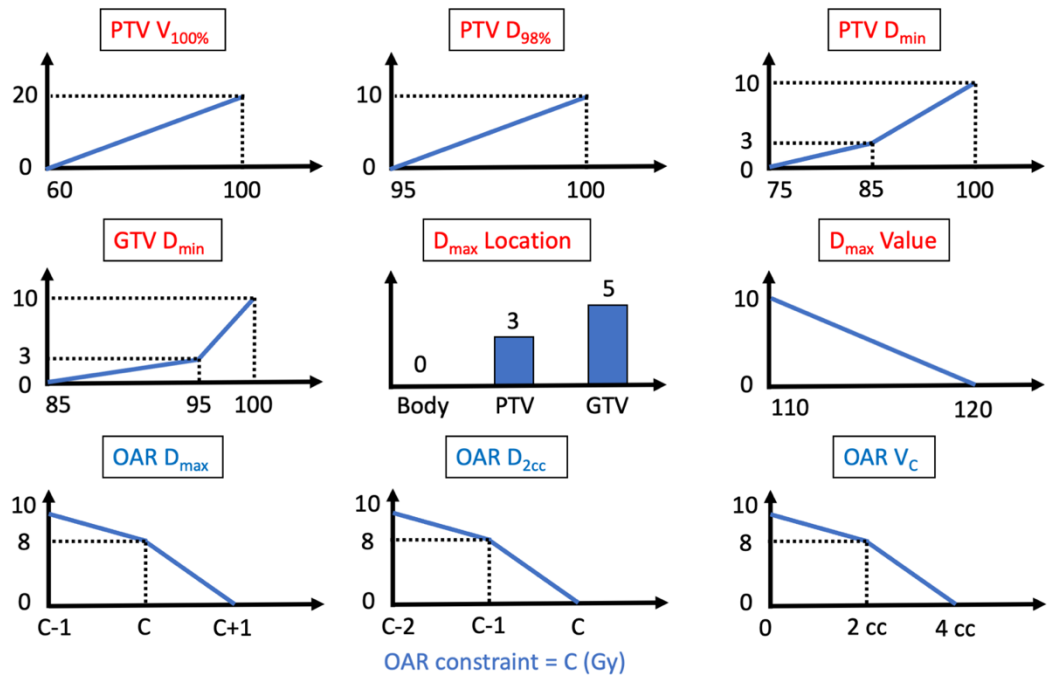 PTV V100%
PTV D98%
PTV Dmin
20
0
60
100
10
0
95
100
10
3
0
75
85
100
GTV Dmin
Dmax Location
Dmax Value
10
3
0
85
95
100
0
3
5
Body
PTV
GTV
10
0
110
120
OAR Dmax
OAR D2cc
OAR VC
10
8
0
C-1
C
C+1
10
8
0
C-2
C-1
C
10
8
0
0
2 cc
4 cc
OAR constraint = C (Gy)